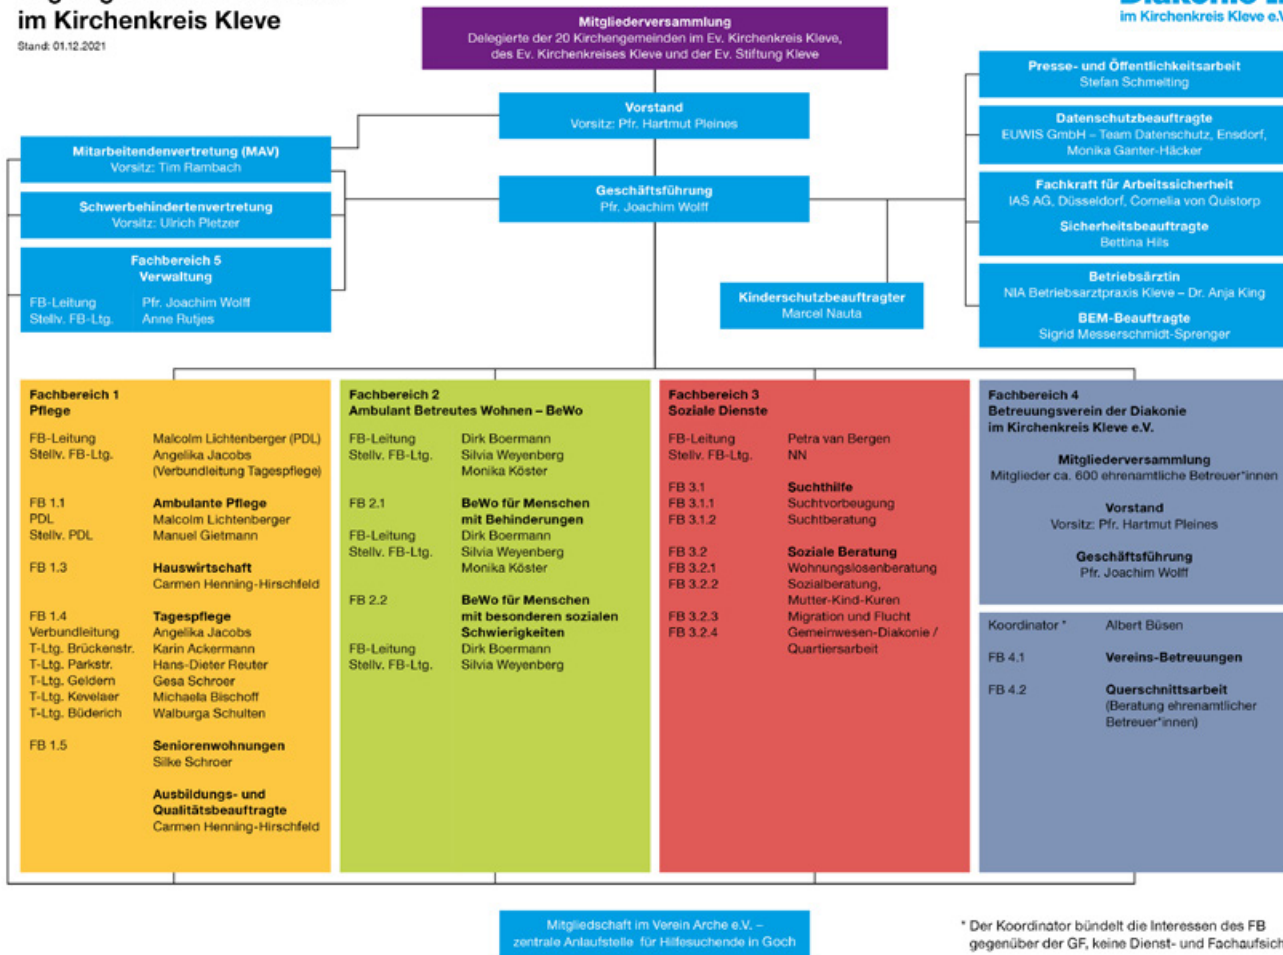 im Kirchenkreis Kleve
Stand: 01.12.2021
im Kirchenkreis Kleve e.V.
Mitgliederversammlung
Delegierte der 20 Kirchengemeinden im Ev. Kirchenkreis Kleve,
des Ev. Kirchenkreises Kleve und der Ev. Stiftung Kleve
Vorstand
Vorsitz: Pfr. Hartmut Pleines
Geschäftsführung
Pfr. Joachim Wolff
Mitarbeitendenvertretung (MAV)
Vorsitz: Tim Rambach
Schwerbehindertenvertretung
Vorsitz: Ulrich Pletzer
Fachbereich 5
Verwaltung
FB-Leitung Pfr. Joachim Wolff
Stellv. FB-Ltg. Anne Rutjes
Kinderschutzbeauftragter
Marcel Nauta
Presse- und Öffentlichkeitsarbeit
Stefan Schmelting
Datenschutzbeauftragte
EUWIS GmbH – Team Datenschutz, Ensdorf,
Monika Ganter-Häcker
Fachkraft für Arbeitssicherheit
IAS AG, Düsseldorf, Cornelia von Quistorp
Sicherheitsbeauftragte
Bettina Hils
Betriebsärztin
NIA Betriebsarztpraxis Kleve – Dr. Anja King
BEM-Beauftragte
Sigrid Messerschmidt-Sprenger
Fachbereich 1
Pflege
FB-Leitung Malcolm Lichtenberger (PDL)
Stellv. FB-Ltg. Angelika Jacobs
(Verbundleitung Tagespflege)
FB 1.1 Ambulante Pflege
PDL Malcolm Lichtenberger
Stellv. PDL Manuel Gietmann
FB 1.3 Hauswirtschaft
Carmen Henning-Hirschfeld
FB 1.4 Tagespflege
Verbundleitung Angelika Jacobs
T-Ltg. Brückenstr. Karin Ackermann
T-Ltg. Parkstr. Hans-Dieter Reuter
T-Ltg. Geldern Gesa Schroer
T-Ltg. Kevelaer Michaela Bischoff
T-Ltg. Büderich Walburga Schulten
FB 1.5 Seniorenwohnungen
Silke Schroer
Ausbildungs- und
Qualitätsbeauftragte
Carmen Henning-Hirschfeld
Fachbereich 2
Ambulant Betreutes Wohnen – BeWo
FB-Leitung Dirk Boermann
Stellv. FB-Ltg. Silvia Weyenberg
Monika Köster
FB 2.1 BeWo für Menschen
mit Behinderungen
FB-Leitung Dirk Boermann
Stellv. FB-Ltg. Silvia Weyenberg
Monika Köster
FB 2.2 BeWo für Menschen
mit besonderen sozialen
Schwierigkeiten
FB-Leitung Dirk Boermann
Stellv. FB-Ltg. Silvia Weyenberg
Fachbereich 3
Soziale Dienste
FB-Leitung Petra van Bergen
Stellv. FB-Ltg. NN
FB 3.1 Suchthilfe
FB 3.1.1 Suchtvorbeugung
FB 3.1.2 Suchtberatung
FB 3.2 Soziale Beratung
FB 3.2.1 Wohnungslosenberatung
FB 3.2.2 Sozialberatung,
Mutter-Kind-Kuren
FB 3.2.3 Migration und Flucht
FB 3.2.4 Gemeinwesen-Diakonie /
Quartiersarbeit
Fachbereich 4
Betreuungsverein der Diakonie
im Kirchenkreis Kleve e.V.
Mitgliederversammlung
Mitglieder ca. 600 ehrenamtliche Betreuer*innen
Vorstand
Vorsitz: Pfr. Hartmut Pleines
Geschäftsführung
Pfr. Joachim Wolff
Koordinator * Albert Büsen
FB 4.1 Vereins-Betreuungen
FB 4.2 Querschnittsarbeit
(Beratung ehrenamtlicher
Betreuer*innen)
Mitgliedschaft im Verein Arche e.V. –
zentrale Anlaufstelle für Hilfesuchende in Goch
* Der Koordinator bündelt die Interessen des FB
gegenüber der GF, keine Dienst- und Fachaufsich